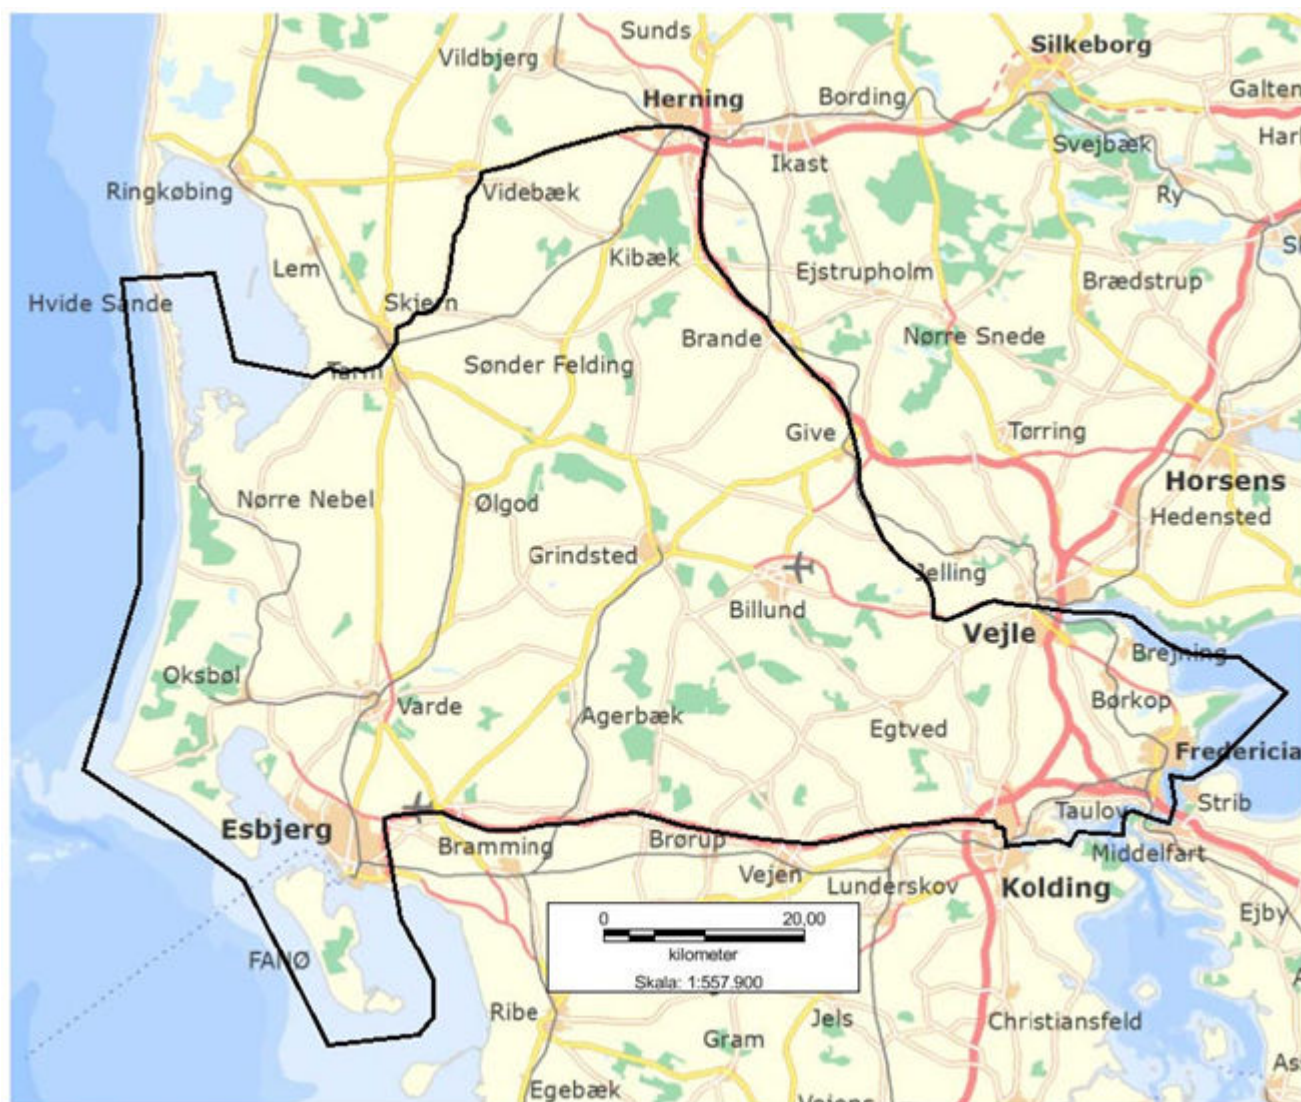 Sunds
Silkeborg
Vildbjerg
Galten
Herning
Bording
Harl
Svejbæk
Ikast
Ry
Ringkøbing
Videbæk
Lem
Kibæk
Ejstrupholm
Brædstrup
Hvide Sande
Skjern
Brande
Nørre Snede
Sønder Felding
Tarm
Give
Tørring
Horsens
Nørre Nebel
Ølgod
Hedensted
Grindsted
Jelling
Billund
Vejle
Brejning
Oksbøl
Varde
Agerbæk
Egtved
Børkop
Fredericia
Esbjerg
Taulov
Strib
Bramming
Brørup
Middelfart
Vejen
Lunderskov
Kolding
Ejby
0 20,00
kilometer
Skala: 1:557.900
FANØ
Ribe
Jels
Christiansfeld
Gram
Egebæk